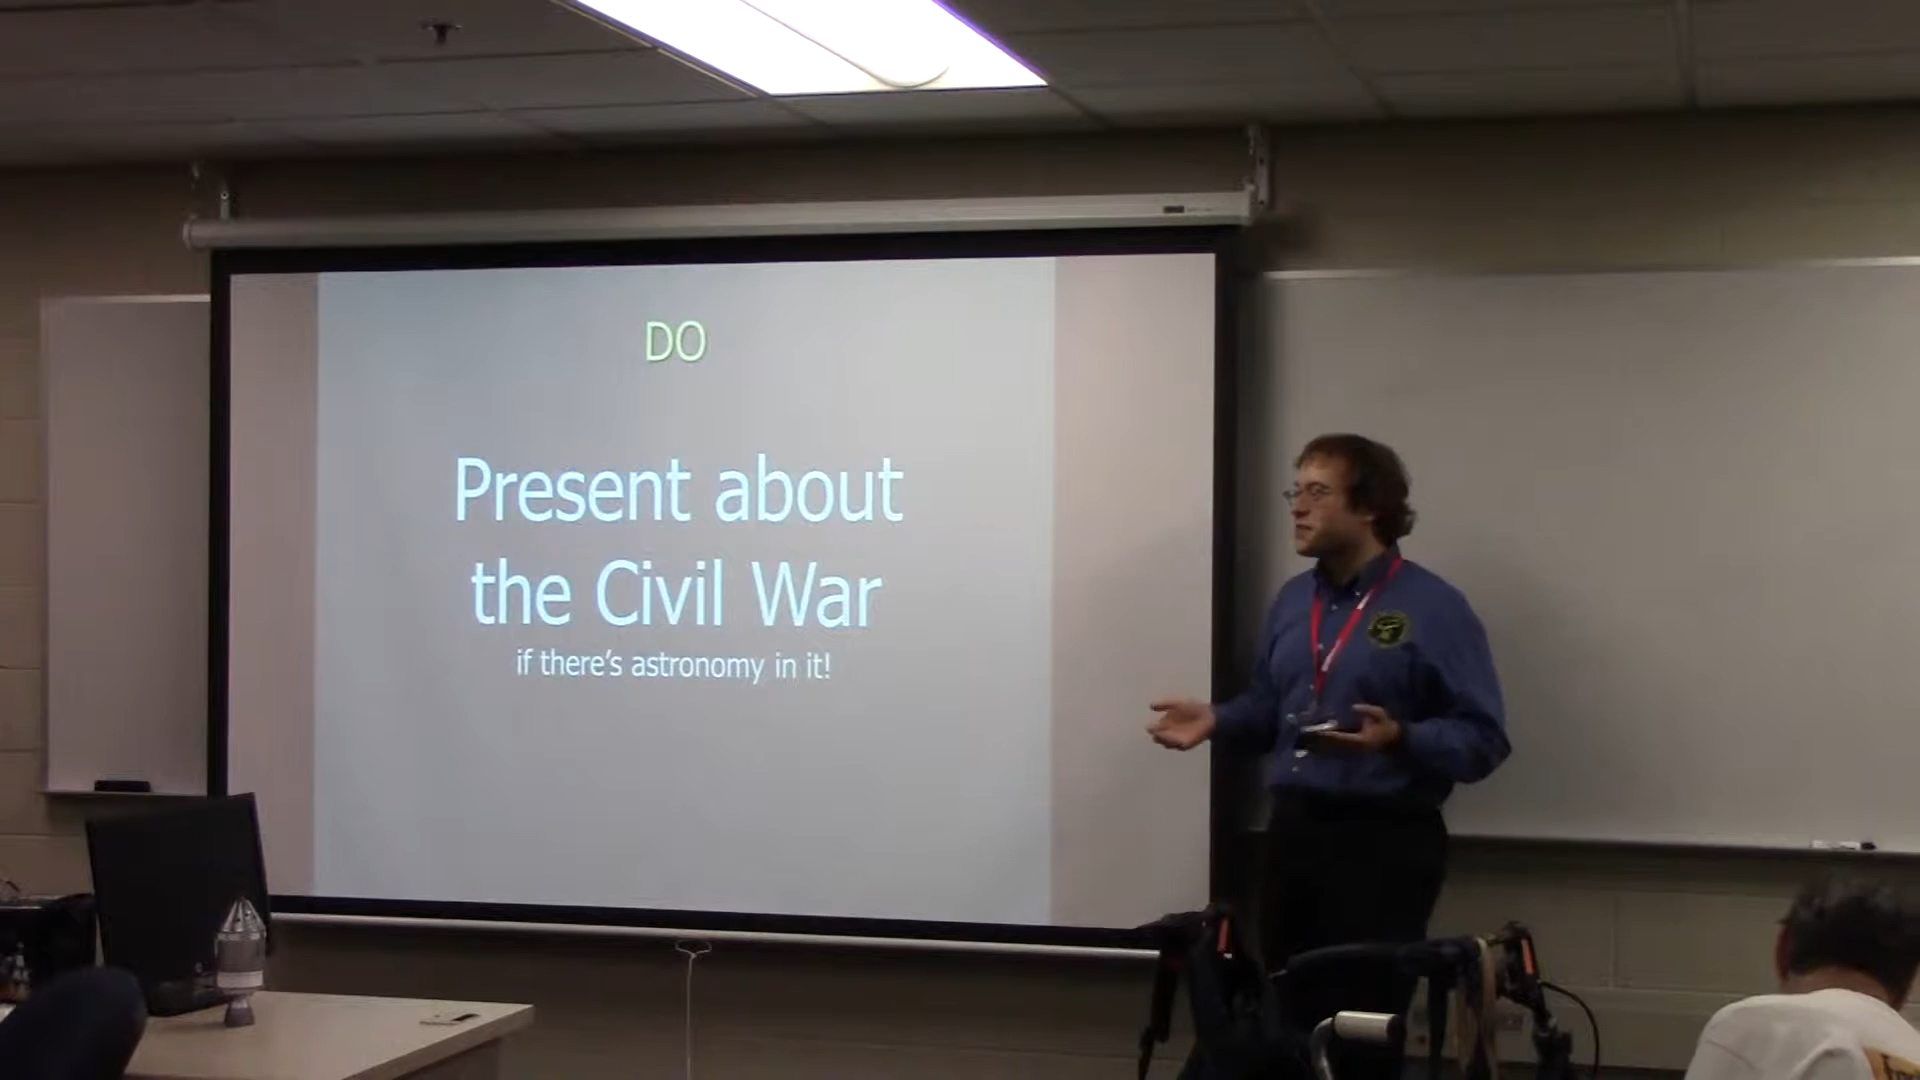 DO
Present about
the Civil War
if there's astronomy in it!